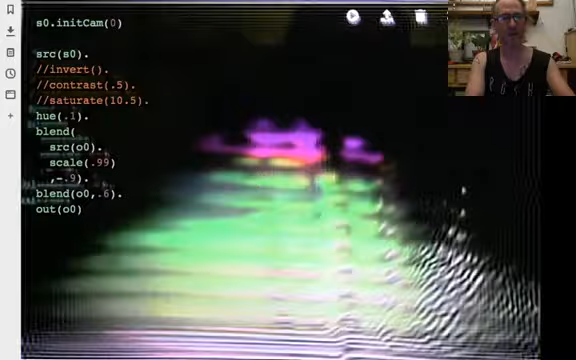 s0.initCam(0)
src(s0).
//invert().
//contrast(.5).
//saturate(10.5).
hue(.1).
blend(
src(o0).
scale(.99)
,-.9).
blend(o0,.6).
out(o0)